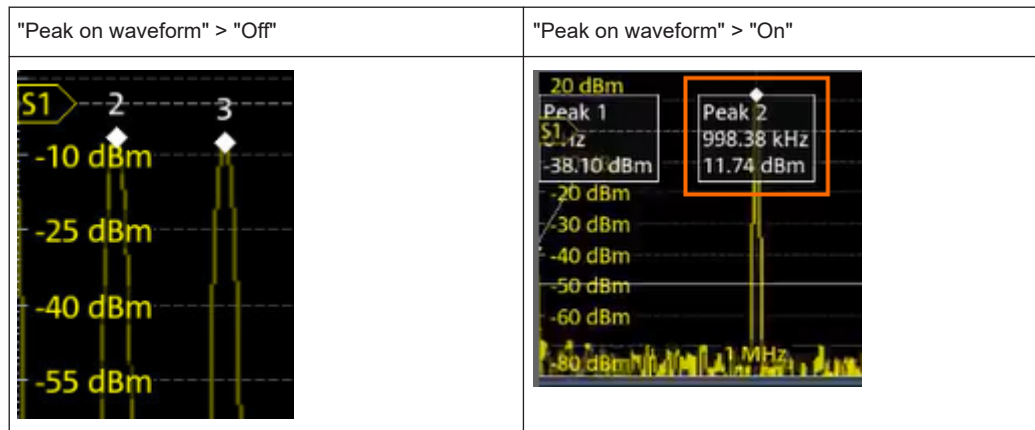 "Peak on waveform" > "Off"
"Peak on waveform" > "On"
S1
2
3
-10 dBm
-25 dBm
-40 dBm
-55 dBm
20 dBm
Peak 1
Peak 2
S1
Hz
998.38 kHz
-38.10 dBm
11.74 dBm
-20 dBm
-30 dBm
-40 dBm
-50 dBm
-60 dBm
1 MHz
-80 dBm